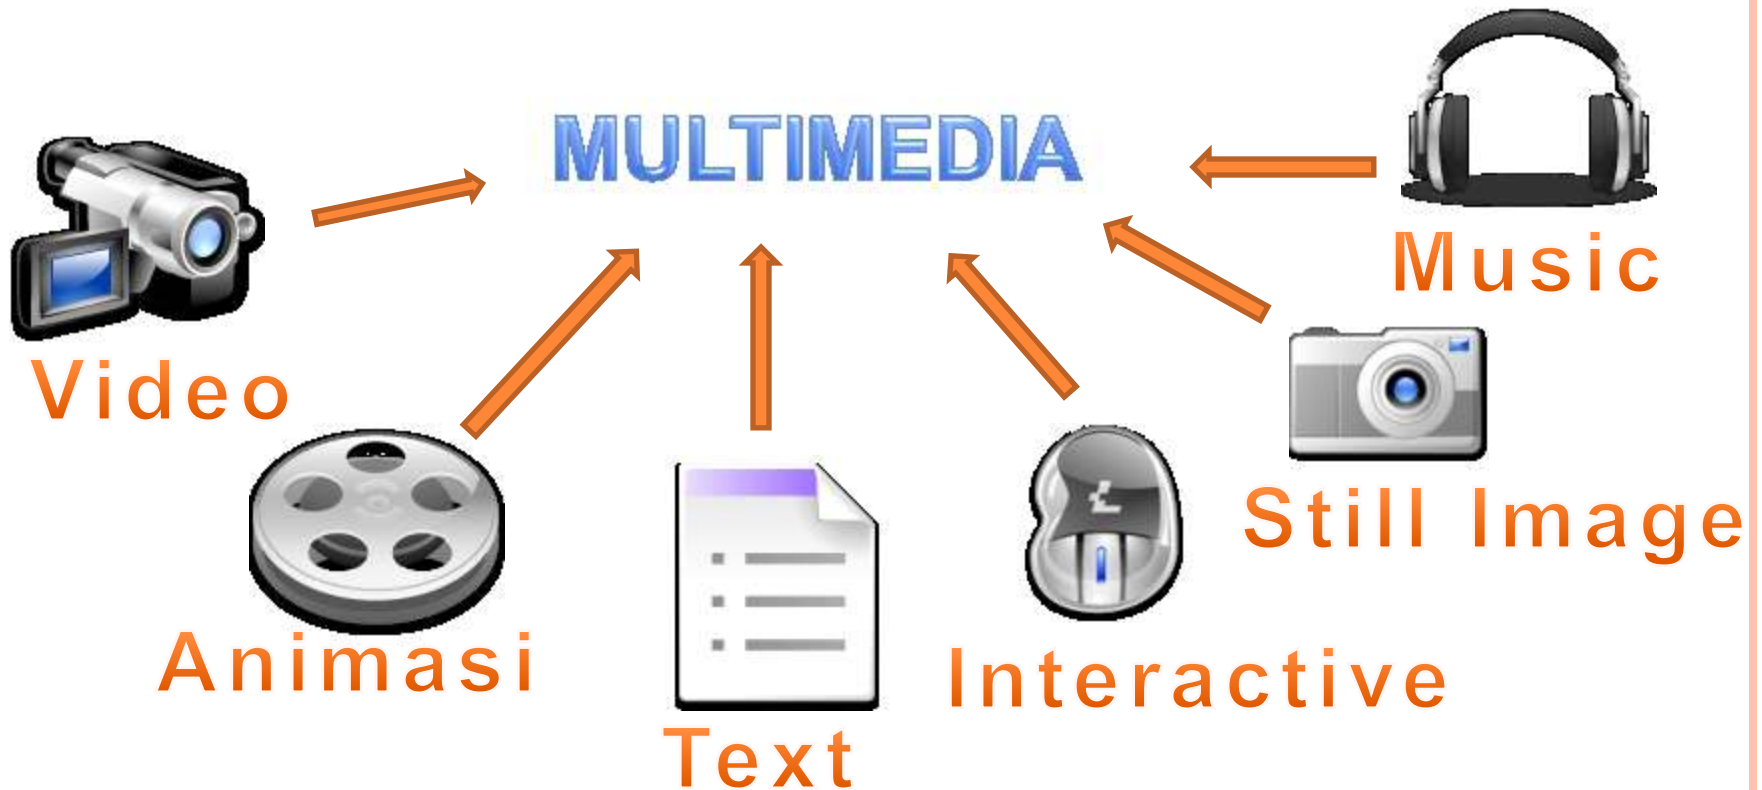 MULTIMEDIA
Music
Video
Still Image
Animasi
Interactive
Text